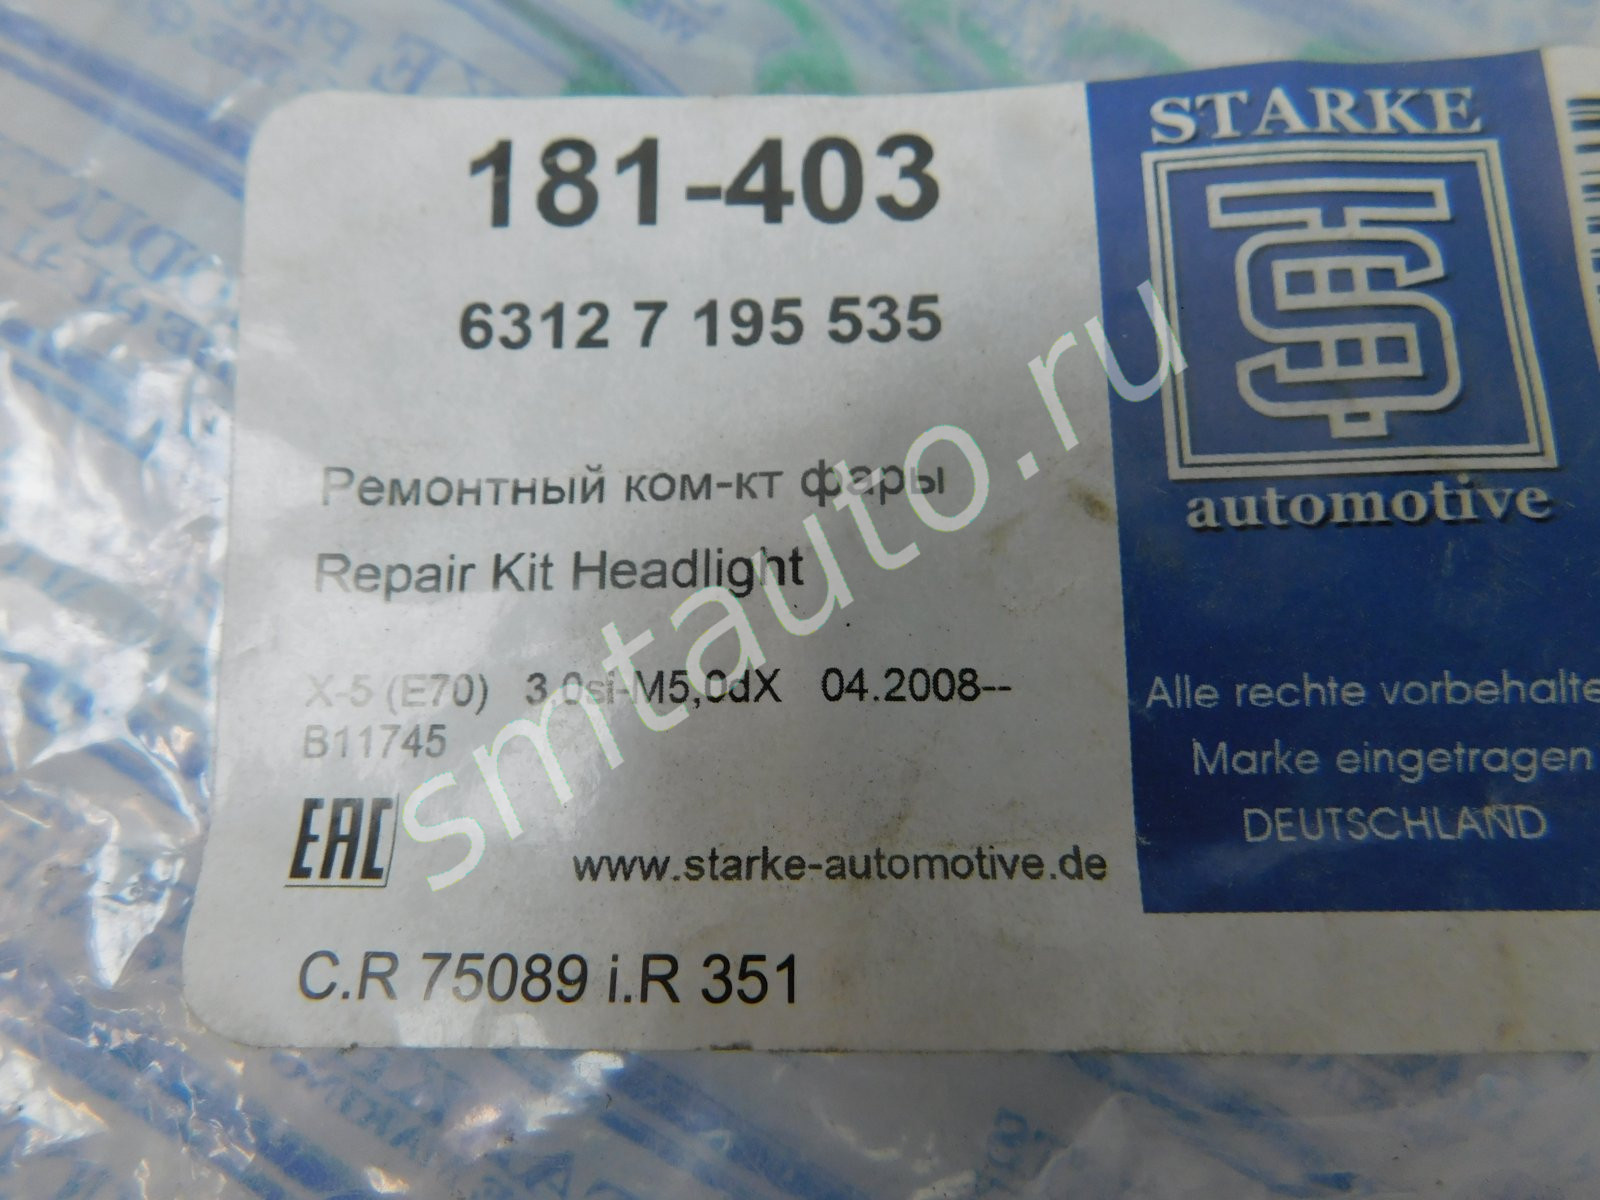 181-403
6312 7 195 535
Ремонтный ком-кт фары
Repair Kit Headlight
X-5 (E70) 3,0si-M5,0dX 04.2008--
B11745
EAC
www.starke-automotive.de
C.R 75089 i.R 351
STARKE
automotive
Alle rechte vorbehalte
Marke eingetragen
DEUTSCHLAND
smtauto.ru